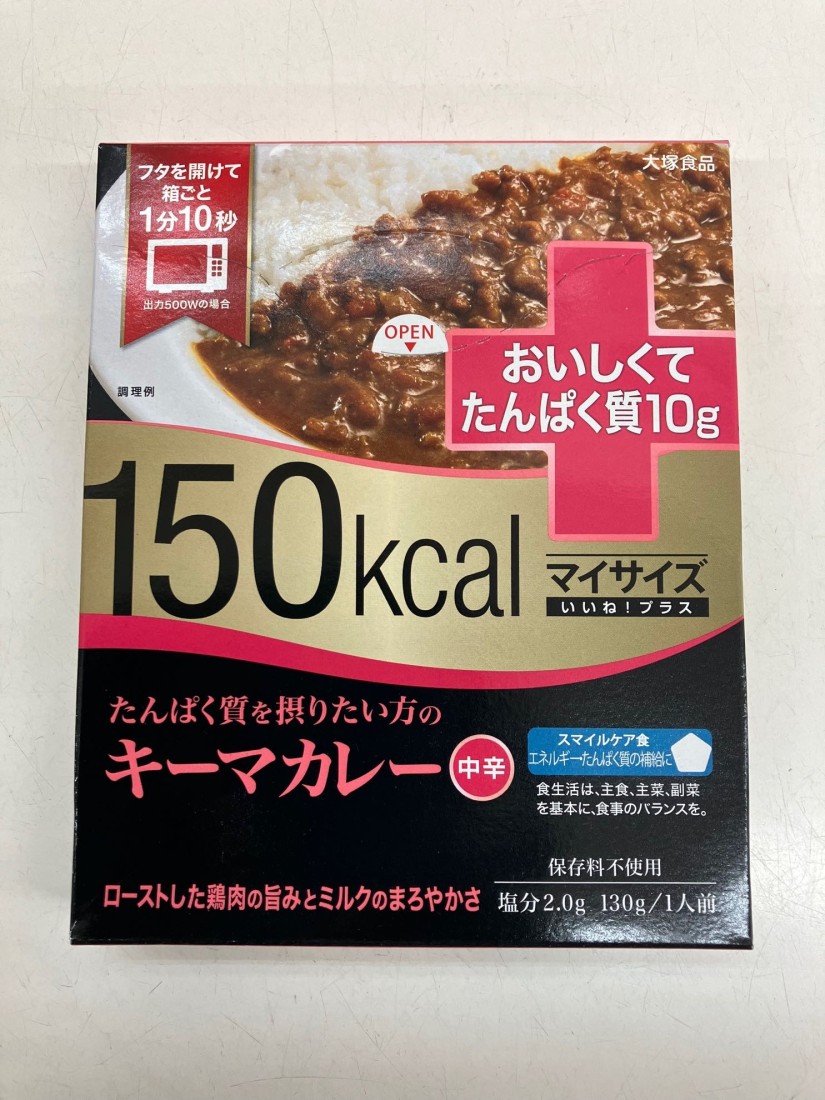 フタを開けて
箱ごと
1分10秒
出力500Wの場合
大塚食品
OPEN
おいしくて
たんぱく質10g
調理例
150kcal
マイサイズ
いいね!プラス
たんぱく質を摂りたい方の
キーマカレー 中辛
スマイルケア食
エネルギー・たんぱく質の補給に
食生活は、主食、主菜、副菜
を基本に、食事のバランスを。
保存料不使用
ローストした鶏肉の旨みとミルクのまろやかさ
塩分2.0g 130g/1人前